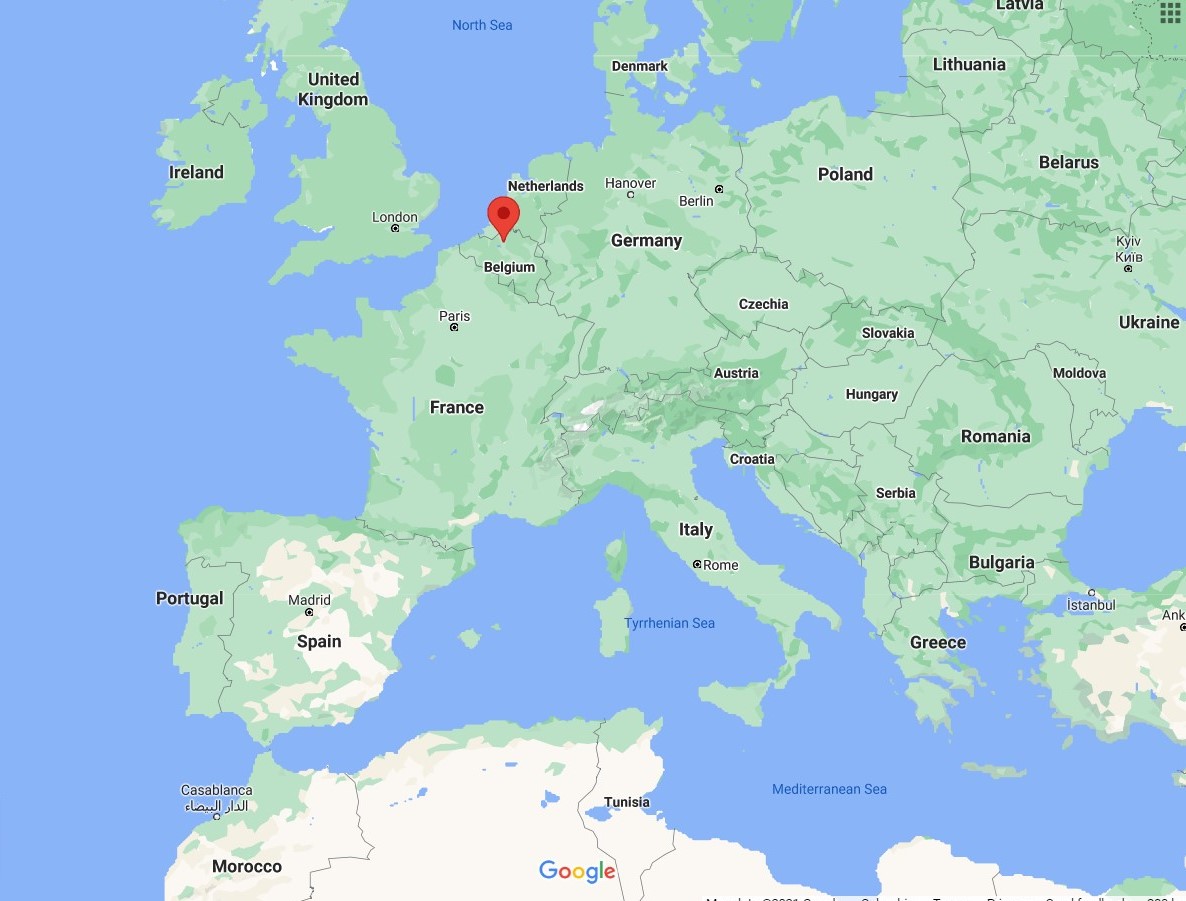 Latvia
North Sea
Denmark
Lithuania
United
Kingdom
Ireland
Belarus
Poland
Netherlands
Hanover
Berlin
London
Germany
Kyiv
Київ
Belgium
Czechia
Paris
Ukraine
Slovakia
Austria
Moldova
Hungary
France
Romania
Croatia
Serbia
Italy
Rome
Bulgaria
Portugal
Madrid
İstanbul
Ank
Tyrrhenian Sea
Spain
Greece
Casablanca
الدار البيضاء
Mediterranean Sea
Tunisia
Morocco
Google